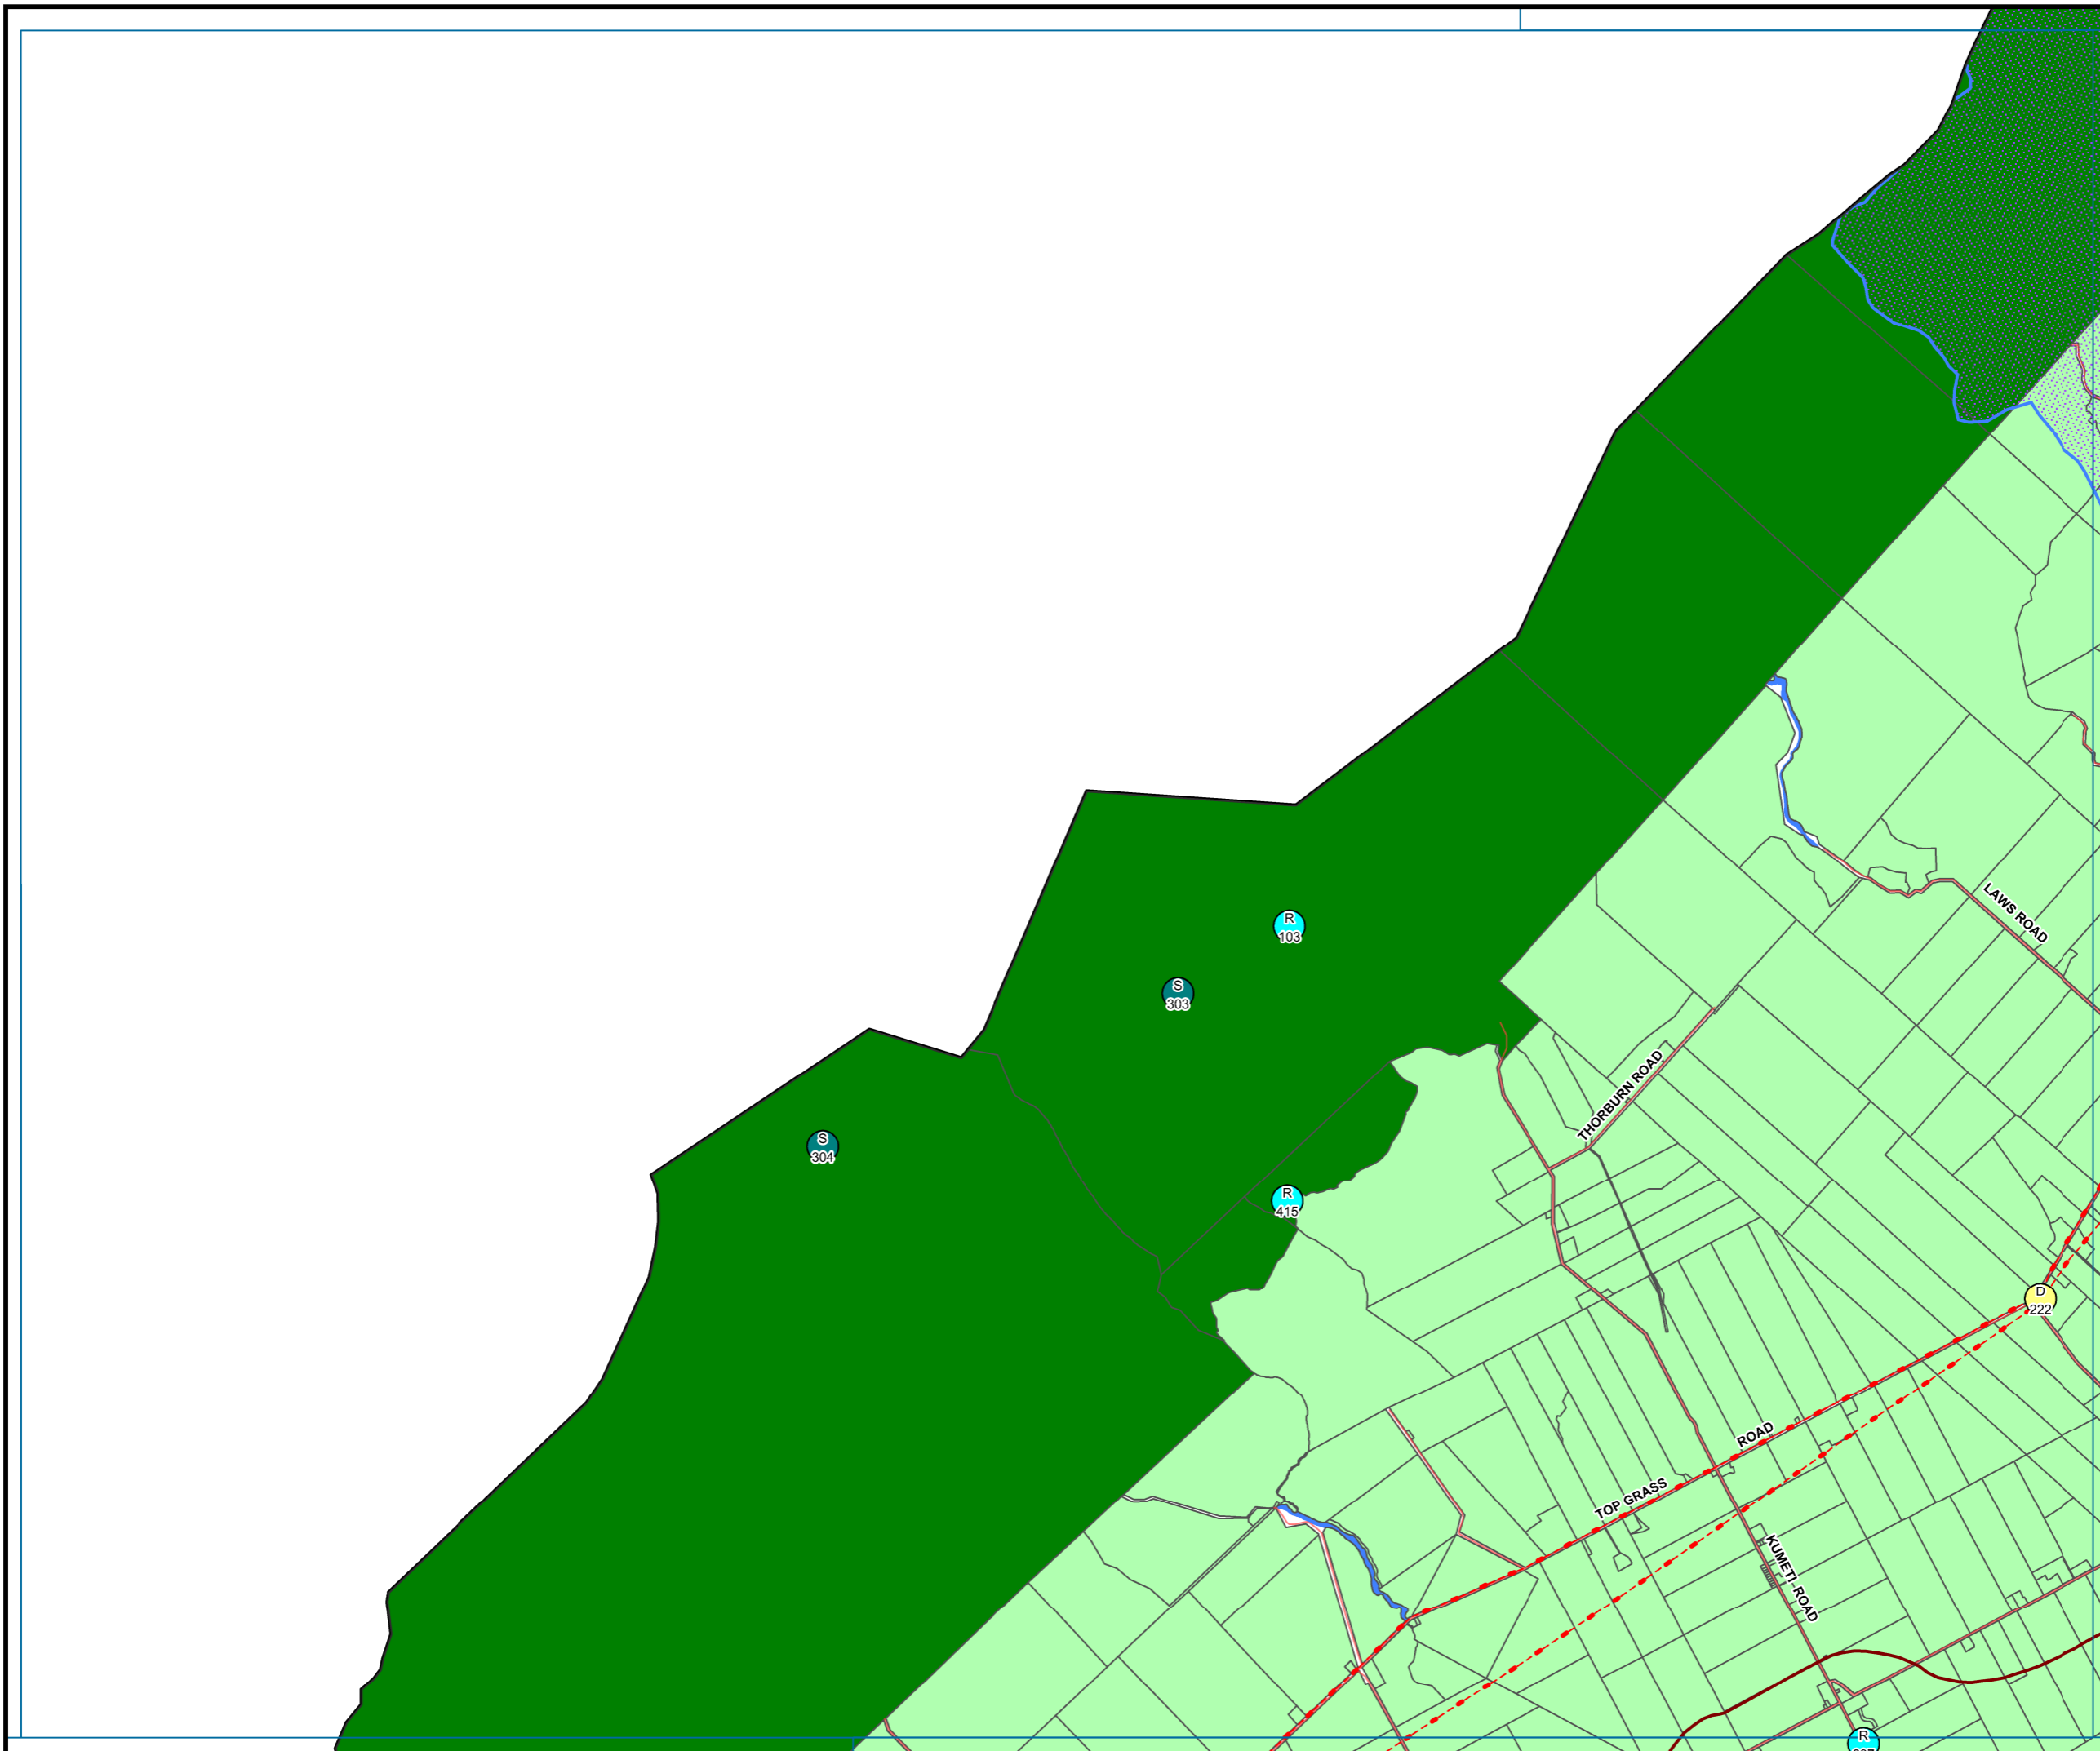 LAWS ROAD
R
103
S
303
THORBURN ROAD
S
304
R
415
D
222
ROAD
TOP GRASS
KUMETI ROAD
R